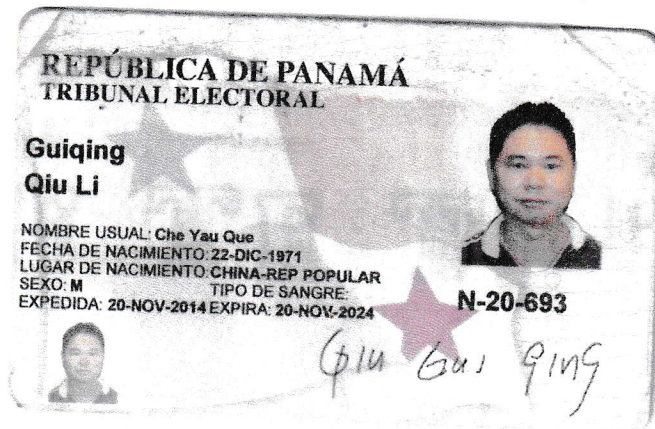 REPÚBLICA DE PANAMÁ
TRIBUNAL ELECTORAL
Guiqing
Qiu Li
NOMBRE USUAL: Che Yau Que
FECHA DE NACIMIENTO: 22-DIC-1971
LUGAR DE NACIMIENTO: CHINA-REP POPULAR
SEXO: M TIPO DE SANGRE:
EXPEDIDA: 20-NOV-2014 EXPIRA: 20-NOV-2024
N-20-693
Qiu Gui qing